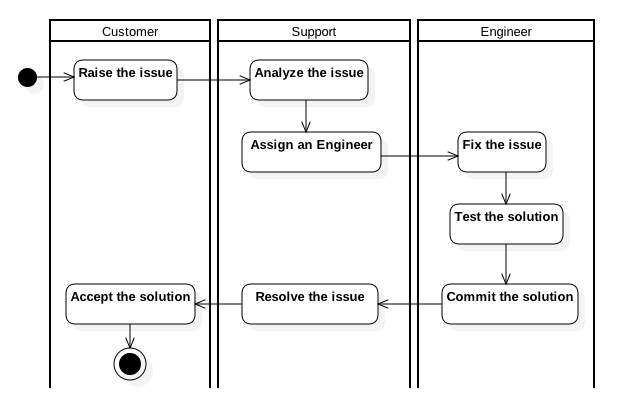 Customer
Support
Engineer
Raise the issue
Analyze the issue
Assign an Engineer
Fix the issue
Test the solution
Accept the solution
Resolve the issue
Commit the solution